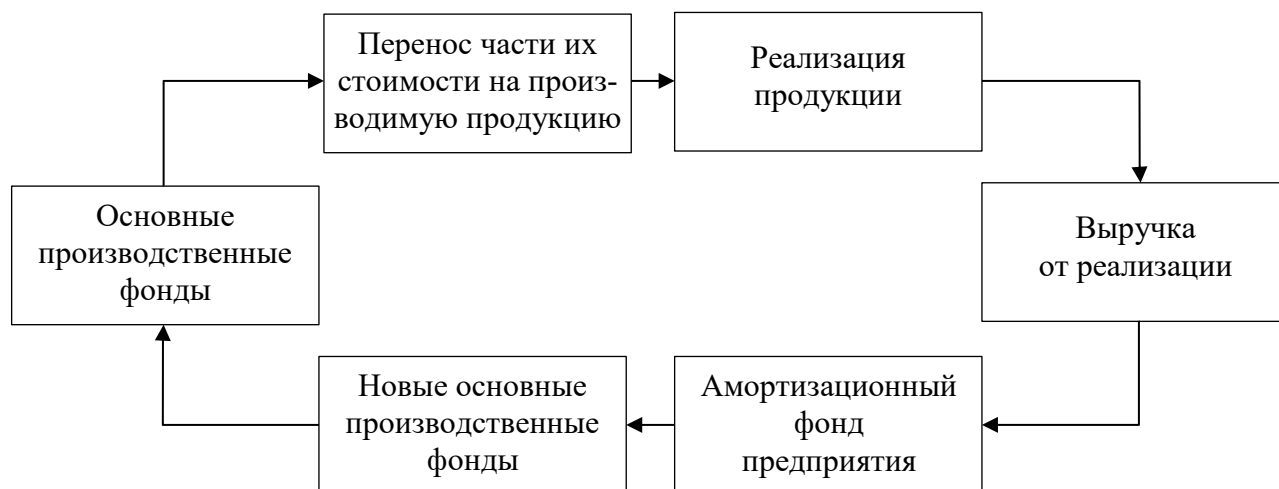 Перенос части их
стоимости на произ-
водимую продукцию
Реализация
продукции
Основные
производственные
фонды
Выручка
от реализации
Новые основные
производственные
фонды
Амортизационный
фонд
предприятия